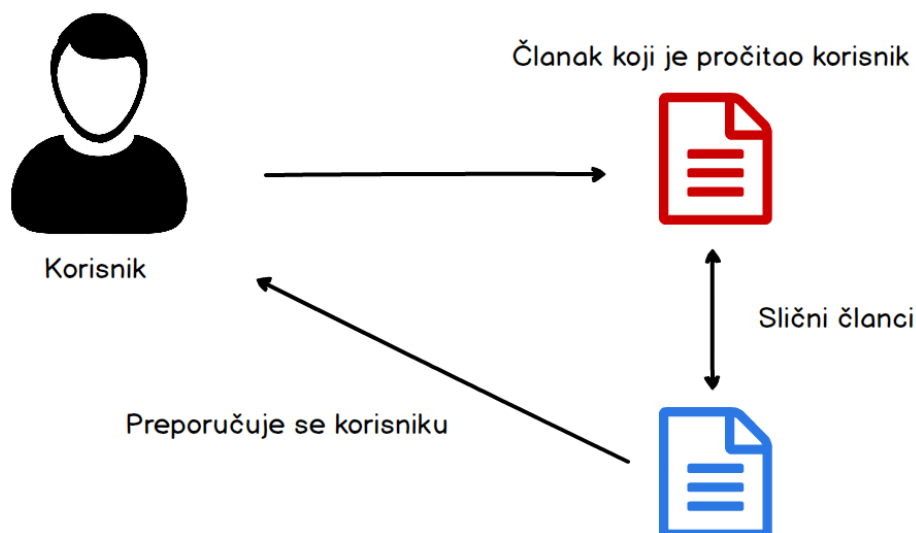 Članak koji je pročitao korisnik
Korisnik
Slični članci
Preporučuje se korisniku